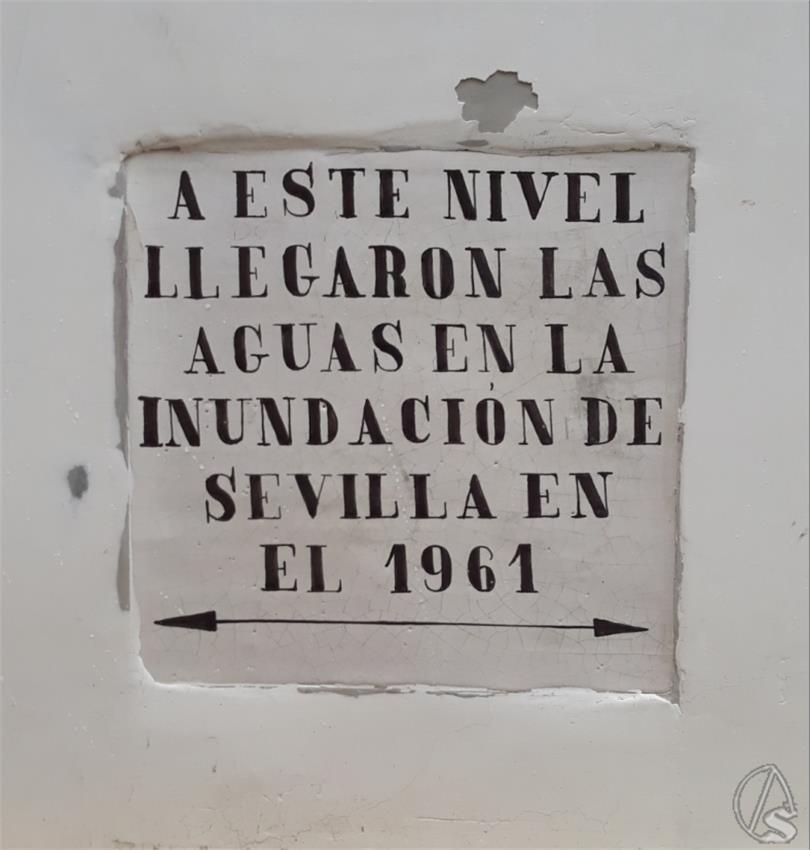 A ESTE NIVEL
LLEGARON LAS
AGUAS EN LA
INUNDACIÓN DE
SEVILLA EN
EL 1961